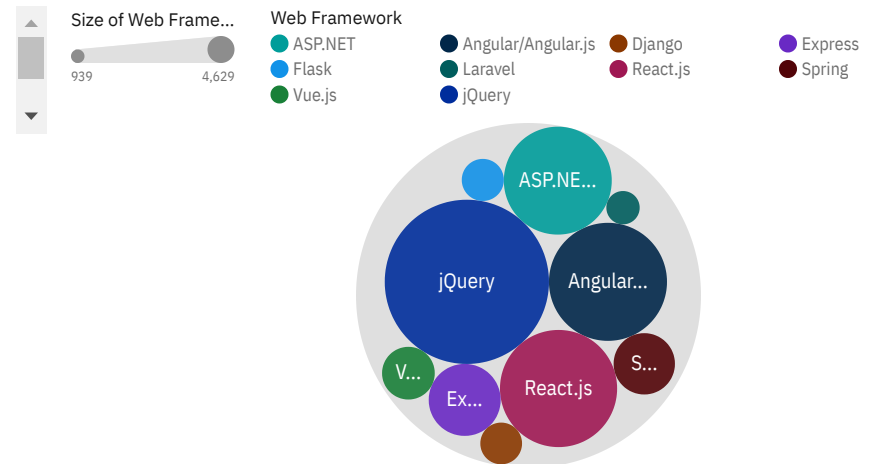 Size of Web Frame...
939 4,629
Web Framework
ASP.NET Angular/Angular.js Django Express
Flask Laravel React.js Spring
Vue.js jQuery
ASP.NE...
jQuery Angular...
V... Ex... React.js S...